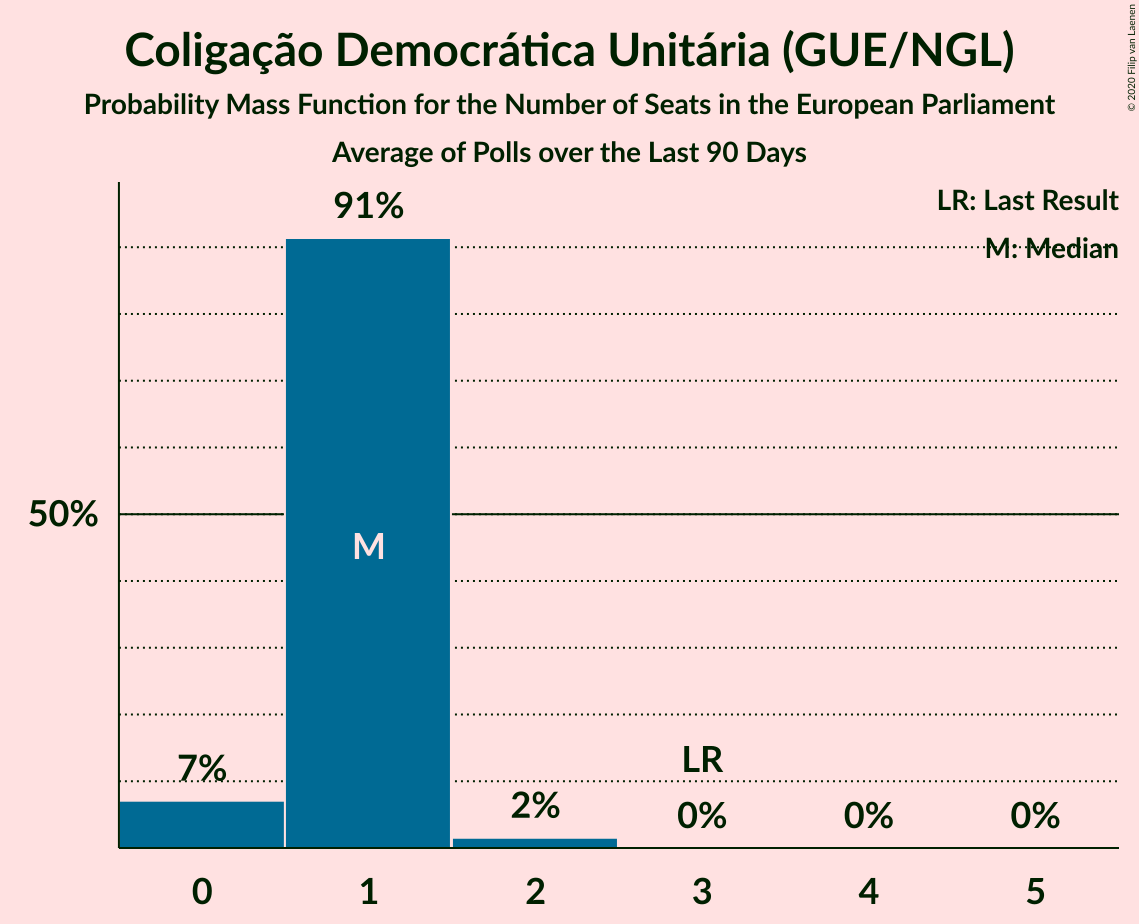 Coligação Democrática Unitária (GUE/NGL)
Probability Mass Function for the Number of Seats in the European Parliament
Average of Polls over the Last 90 Days
© 2020 Filip van Laenen
LR: Last Result
M: Median
91%
50%
M
7%
2%
LR
0%
0%
0%
0 1 2 3 4 5